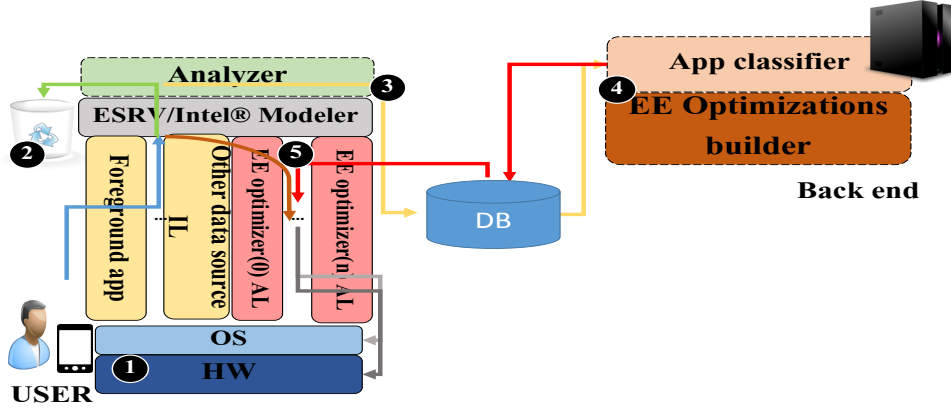 Analyzer
3
ESRV/Intel® Modeler
2
5
Foreground app
Other data source
IL
EE optimizer(0) AL
EE optimizer(n) AL
OS
1
HW
USER
DB
App classifier
4
EE Optimizations
builder
Back end